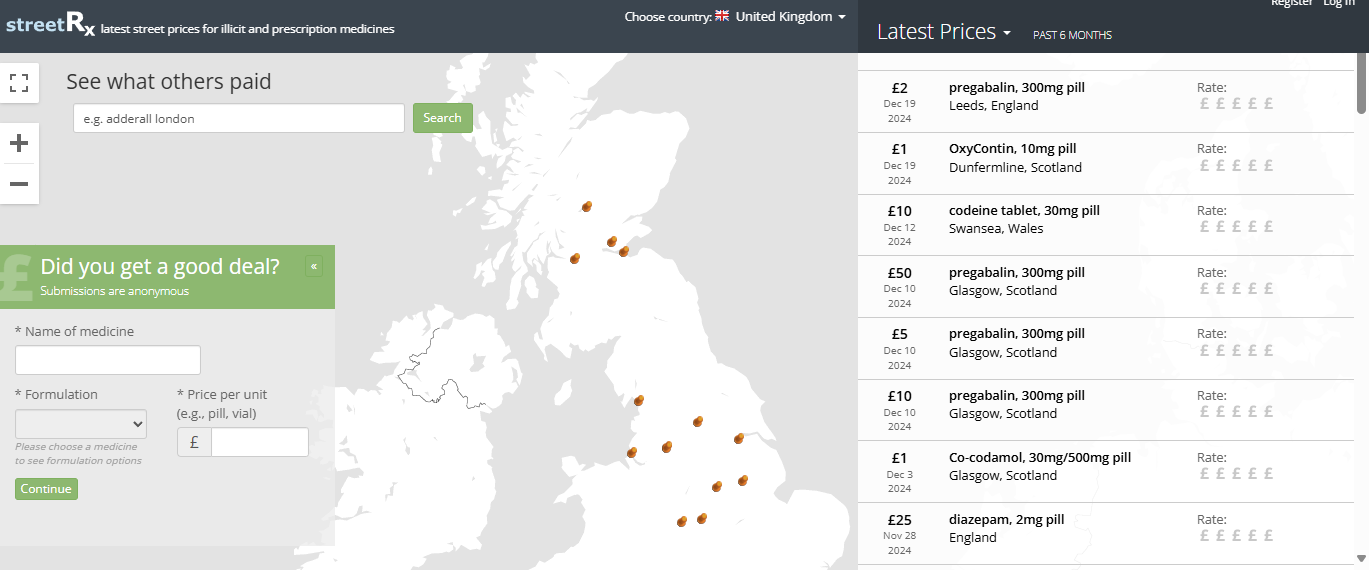 streetRx latest street prices for illicit and prescription medicines
Choose country: United Kingdom
Register Log In
Latest Prices PAST 6 MONTHS
See what others paid
e.g. adderall london
Search
£ Did you get a good deal? «
Submissions are anonymous
* Name of medicine
* Formulation
* Price per unit
(e.g., pill, vial)
£
Please choose a medicine
to see formulation options
Continue
£2 pregabalin, 300mg pill Rate:
Dec 19 Leeds, England £ £ £ £ £
2024
£1 OxyContin, 10mg pill Rate:
Dec 19 Dunfermline, Scotland £ £ £ £ £
2024
£10 codeine tablet, 30mg pill Rate:
Dec 12 Swansea, Wales £ £ £ £ £
2024
£50 pregabalin, 300mg pill Rate:
Dec 10 Glasgow, Scotland £ £ £ £ £
2024
£5 pregabalin, 300mg pill Rate:
Dec 10 Glasgow, Scotland £ £ £ £ £
2024
£10 pregabalin, 300mg pill Rate:
Dec 10 Glasgow, Scotland £ £ £ £ £
2024
£1 Co-codamol, 30mg/500mg pill Rate:
Dec 3 Glasgow, Scotland £ £ £ £ £
2024
£25 diazepam, 2mg pill Rate:
Nov 28 England £ £ £ £ £
2024